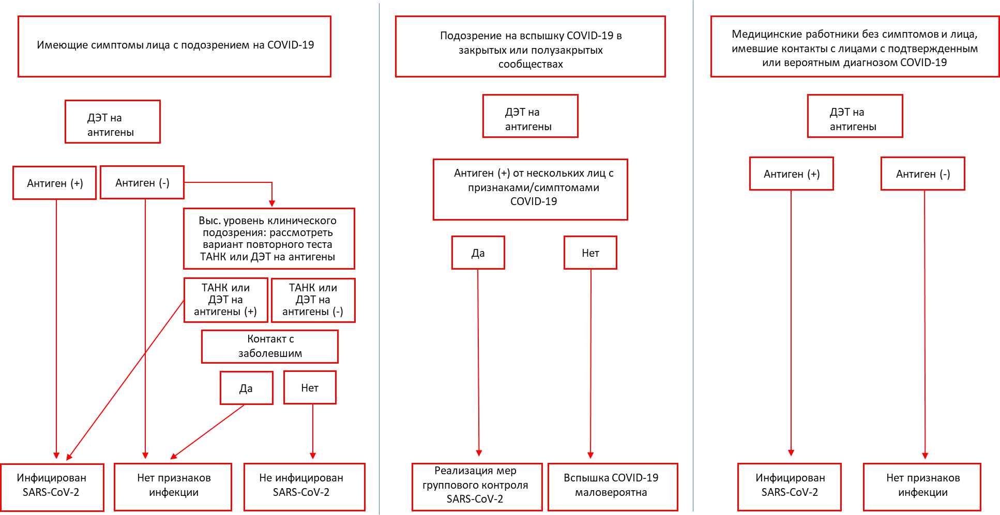 Имеющие симптомы лица с подозрением на COVID-19
ДЭТ на
антигены
Антиген (+)
Антиген (-)
Выс. уровень клинического
подозрения: рассмотреть
вариант повторного теста
ТАНК или ДЭТ на антигены
ТАНК или
ДЭТ на
антигены (+)
ТАНК или
ДЭТ на
антигены (-)
Контакт с
заболевшим
Да
Нет
Инфицирован
SARS-CoV-2
Нет признаков
инфекции
Не инфицирован
SARS-CoV-2
Подозрение на вспышку COVID-19 в
закрытых или полузакрытых
сообществах
ДЭТ на
антигены
Антиген (+) от нескольких лиц с
признаками/симптомами
COVID-19
Да
Нет
Реализация мер
группового контроля
SARS-CoV-2
Вспышка COVID-19
маловероятна
Медицинские работники без симптомов и лица,
имевшие контакты с лицами с подтвержденным
или вероятным диагнозом COVID-19
ДЭТ на
антигены
Антиген (+)
Антиген (-)
Инфицирован
SARS-CoV-2
Нет признаков
инфекции